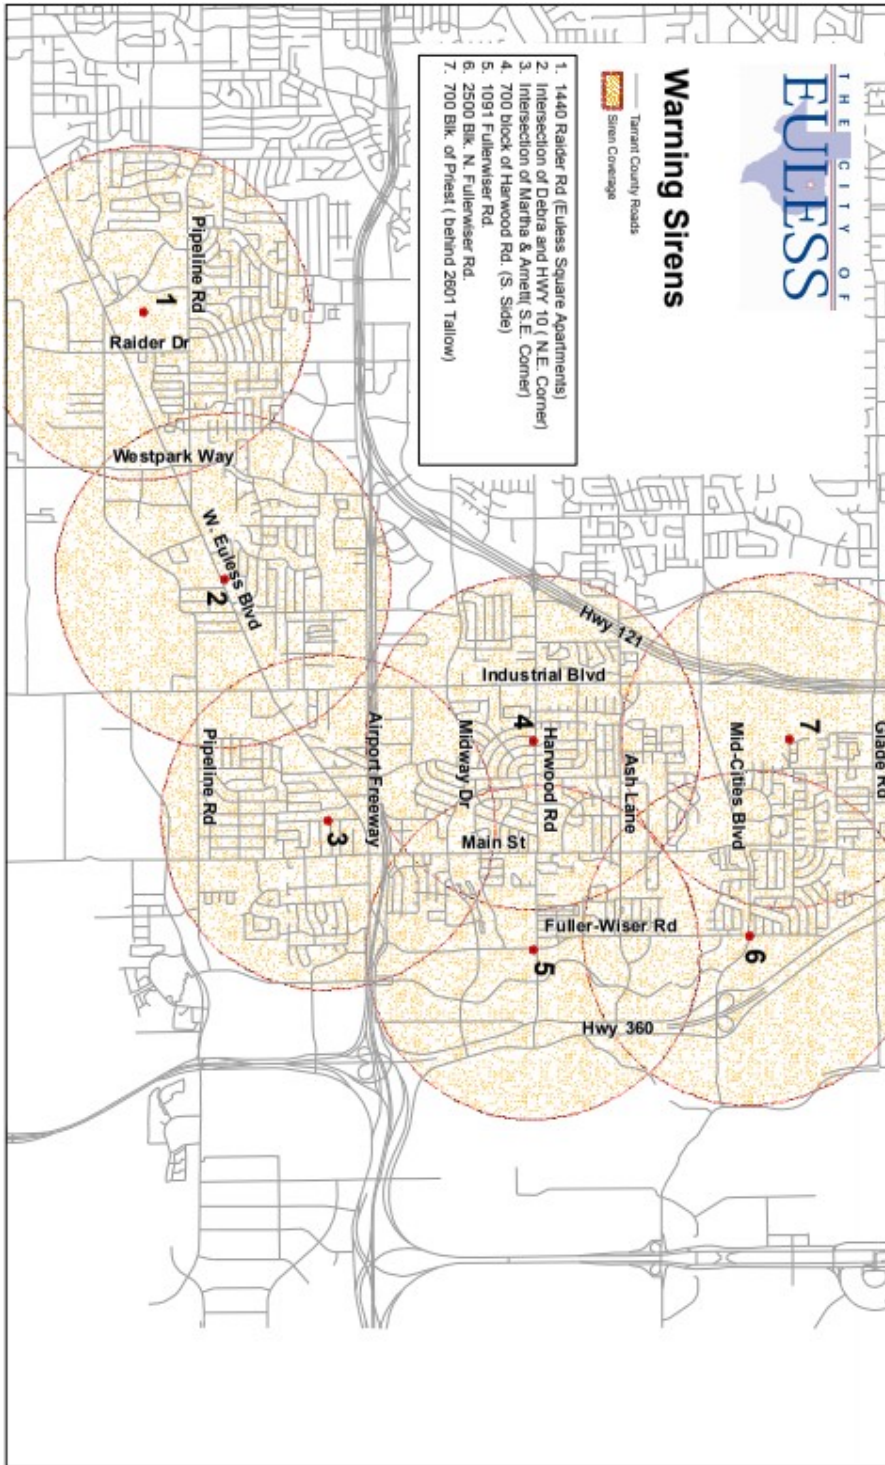 THE CITY OF
EULESS
Warning Sirens
Tarrant County Roads
Siren Coverage
1. 1440 Raider Rd (Euless Square Apartments)
2. Intersection of Debra and HWY 10 ( N.E. Corner)
3. Intersection of Martha & Arnett( S.E. Corner)
4. 700 block of Harwood Rd. (S. Side)
5. 1091 Fullerwiser Rd.
6. 2500 Blk. N. Fullerwiser Rd.
7. 700 Blk. of Priest ( behind 2601 Tallow)
Glade Rd
7
Mid-Cities Blvd
6
Hwy 121
Ash Lane
Fuller-Wiser Rd
Hwy 360
Industrial Blvd
Harwood Rd
4
5
Main St
Midway Dr
Airport Freeway
3
W. Euless Blvd
2
Pipeline Rd
Pipeline Rd
Westpark Way
1
Raider Dr